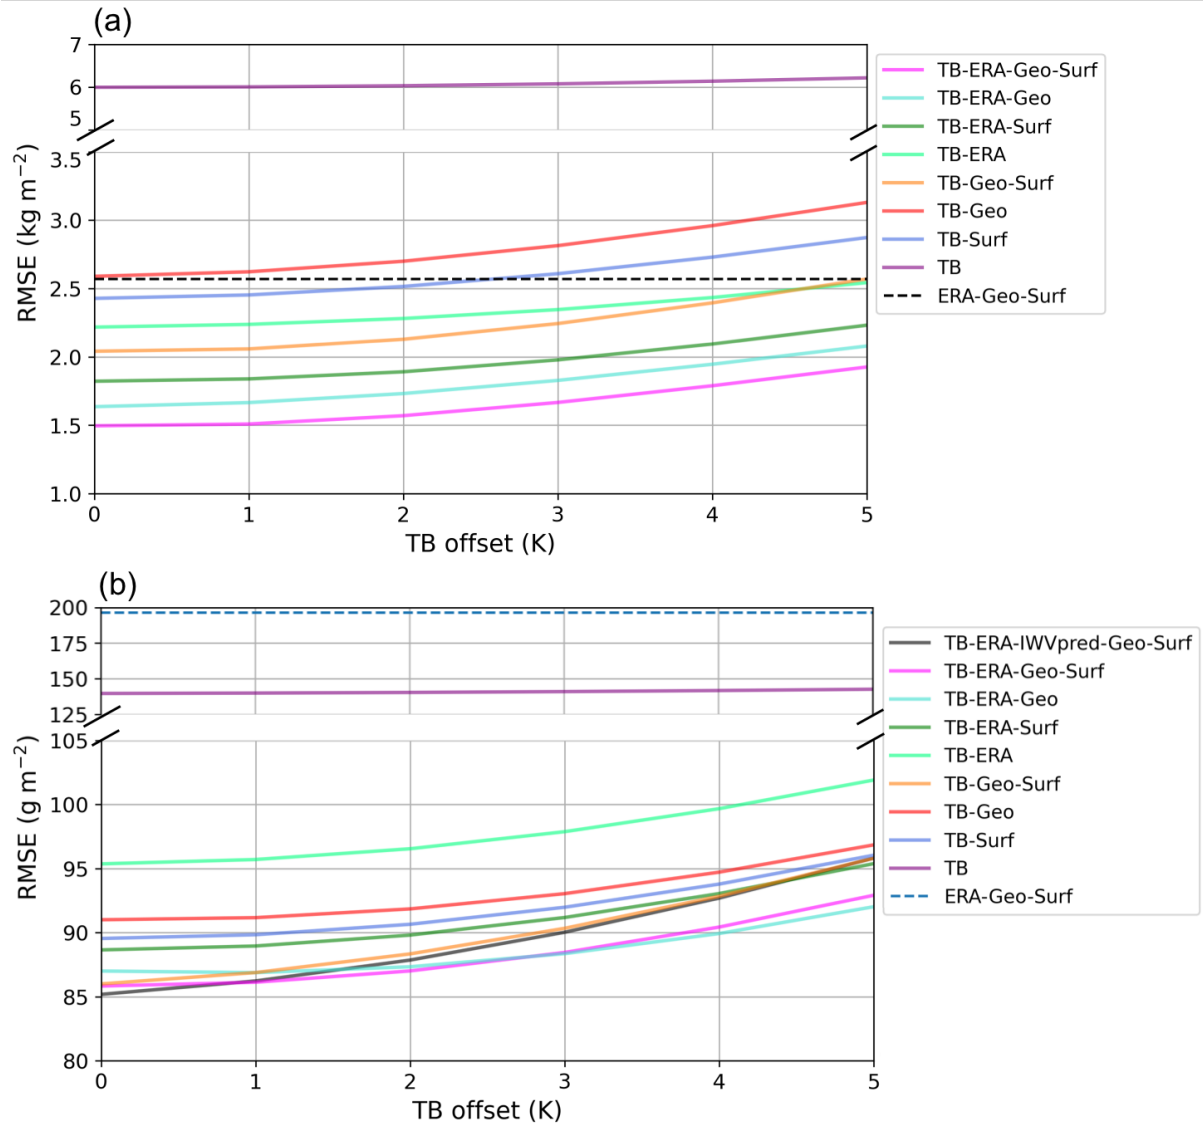 (a)
7
6
5
3.5
3.0
2.5
2.0
1.5
1.0
RMSE (kg m⁻²)
0 1 2 3 4 5
TB offset (K)
TB-ERA-Geo-Surf
TB-ERA-Geo
TB-ERA-Surf
TB-ERA
TB-Geo-Surf
TB-Geo
TB-Surf
TB
ERA-Geo-Surf
(b)
200
175
150
125
105
100
95
90
85
80
RMSE (g m⁻²)
0 1 2 3 4 5
TB offset (K)
TB-ERA-IWVpred-Geo-Surf
TB-ERA-Geo-Surf
TB-ERA-Geo
TB-ERA-Surf
TB-ERA
TB-Geo-Surf
TB-Geo
TB-Surf
TB
ERA-Geo-Surf